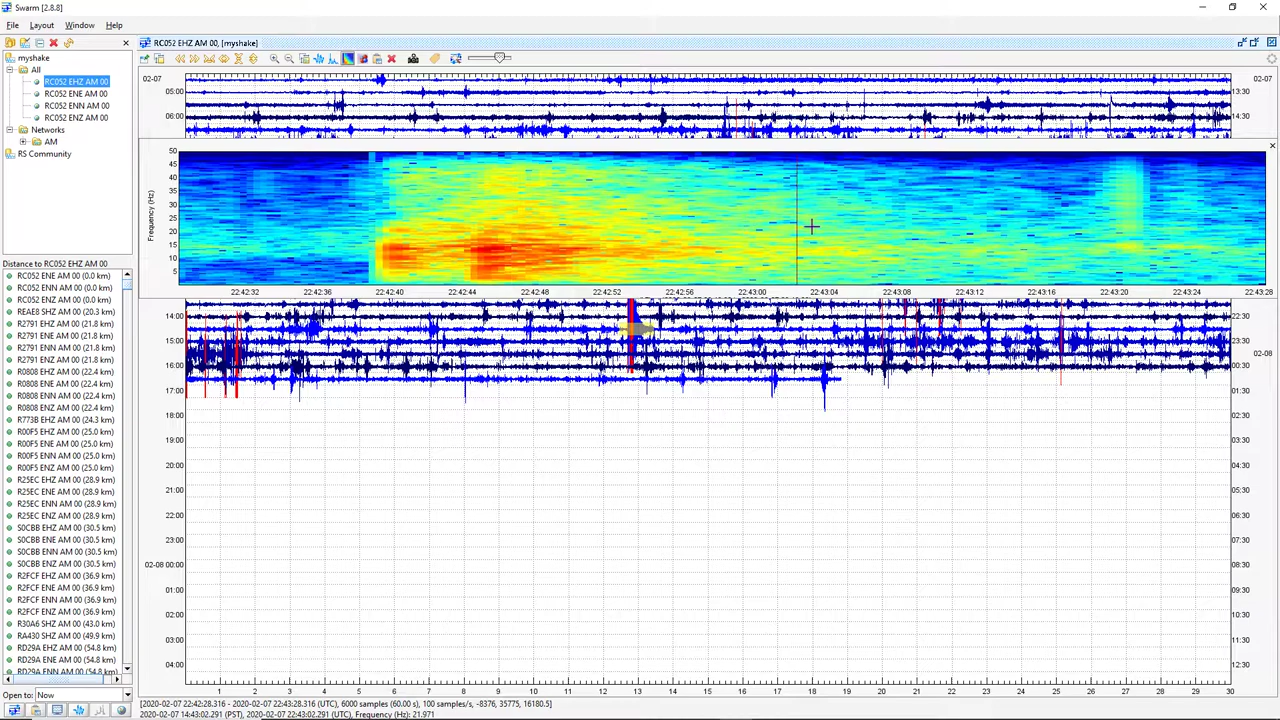 Swarm [2.8.8]
File Layout Window Help
RC052 EHZ AM 00, [myshake]
myshake
All
RC052 EHZ AM 00
RC052 ENE AM 00
RC052 ENN AM 00
RC052 ENZ AM 00
Networks
AM
RS Community
Distance to RC052 EHZ AM 00
RC052 ENE AM 00 (0.0 km)
RC052 ENN AM 00 (0.0 km)
RC052 ENZ AM 00 (0.0 km)
REAE8 SHZ AM 00 (20.3 km)
R2791 EHZ AM 00 (21.8 km)
R2791 ENE AM 00 (21.8 km)
R2791 ENN AM 00 (21.8 km)
R2791 ENZ AM 00 (21.8 km)
R0808 EHZ AM 00 (22.4 km)
R0808 ENE AM 00 (22.4 km)
R0808 ENN AM 00 (22.4 km)
R0808 ENZ AM 00 (22.4 km)
R773B EHZ AM 00 (24.3 km)
R00F5 EHZ AM 00 (25.0 km)
R00F5 ENE AM 00 (25.0 km)
R00F5 ENN AM 00 (25.0 km)
R00F5 ENZ AM 00 (25.0 km)
R25EC EHZ AM 00 (28.9 km)
R25EC ENE AM 00 (28.9 km)
R25EC ENN AM 00 (28.9 km)
R25EC ENZ AM 00 (28.9 km)
S0CBB EHZ AM 00 (30.5 km)
S0CBB ENE AM 00 (30.5 km)
S0CBB ENN AM 00 (30.5 km)
S0CBB ENZ AM 00 (30.5 km)
R2FCF EHZ AM 00 (36.9 km)
R2FCF ENE AM 00 (36.9 km)
R2FCF ENN AM 00 (36.9 km)
R2FCF ENZ AM 00 (36.9 km)
R30A6 SHZ AM 00 (43.0 km)
RA430 SHZ AM 00 (49.9 km)
RD29A EHZ AM 00 (54.8 km)
RD29A ENE AM 00 (54.8 km)
RD29A ENN AM 00 (54.8 km)
Open to: Now
02-07 02-07
05:00 13:30
06:00 14:30
50
45
40
35
30
25
20
15
10
5
Frequency (Hz)
22:42:32 22:42:36 22:42:40 22:42:44 22:42:48 22:42:52 22:42:56 22:43:00 22:43:04 22:43:08 22:43:12 22:43:16 22:43:20 22:43:24 22:43:28
14:00 22:30
15:00 23:30
02-08
16:00 00:30
17:00 01:30
18:00 02:30
19:00 03:30
20:00 04:30
21:00 05:30
22:00 06:30
23:00 07:30
02-08 00:00 08:30
01:00 09:30
02:00 10:30
03:00 11:30
04:00 12:30
1 2 3 4 5 6 7 8 9 10 11 12 13 14 15 16 17 18 19 20 21 22 23 24 25 26 27 28 29 30
2020-02-07 22:42:28.316 - 2020-02-07 22:43:28.316 (UTC), 6000 samples (60.00 s), 100 samples/s, -8376, 35775, 16180.5]
2020-02-07 14:43:02.291 (PST), 2020-02-07 22:43:02.291 (UTC), Frequency (Hz): 21.971